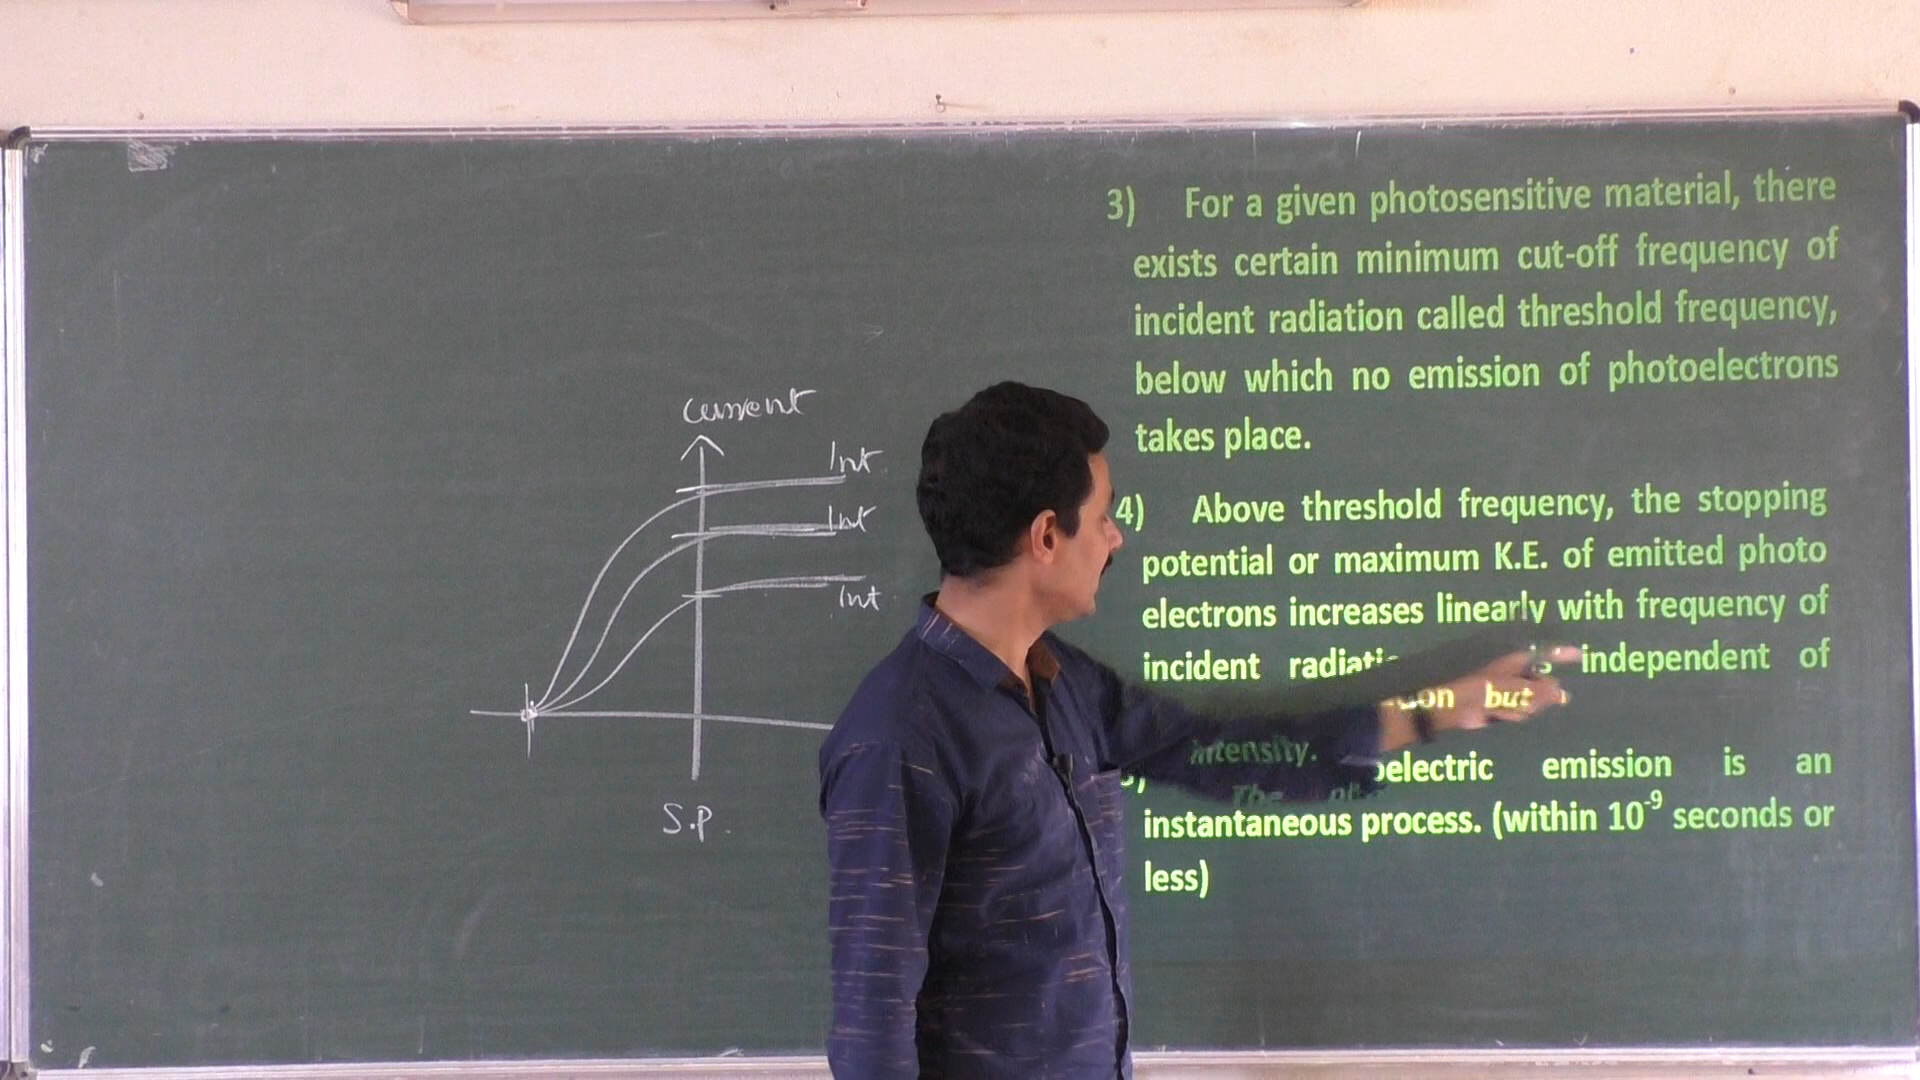 current
Int
Int
Int
S.P.
3) For a given photosensitive material, there
exists certain minimum cut-off frequency of
incident radiation called threshold frequency,
below which no emission of photoelectrons
takes place.
4) Above threshold frequency, the stopping
potential or maximum K.E. of emitted photo
electrons increases linearly with frequency of
incident is independent of
but
intensity.
The emission is an
instantaneous process. (within 10⁻⁹ seconds or
less)